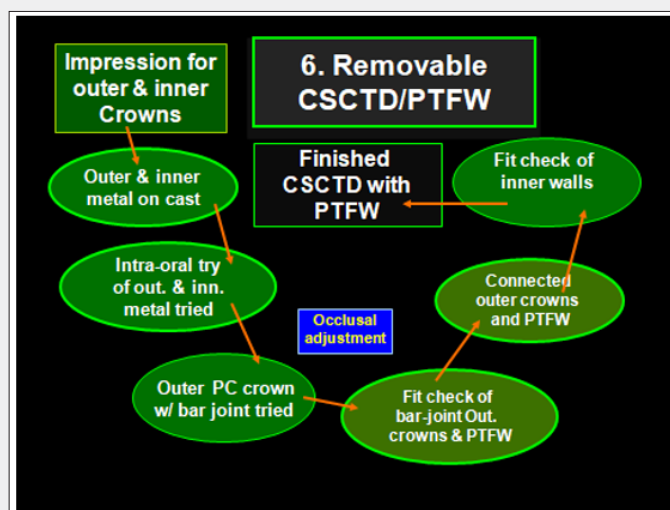 Impression for
outer & inner
Crowns
6. Removable
CSCTD/PTFW
Outer & inner
metal on cast
Finished
CSCTD with
PTFW
Fit check of
inner walls
Intra-oral try
of out. & inn.
metal tried
Connected
outer crowns
and PTFW
Occlusal
adjustment
Outer PC crown
w/ bar joint tried
Fit check of
bar-joint Out.
crowns & PTFW